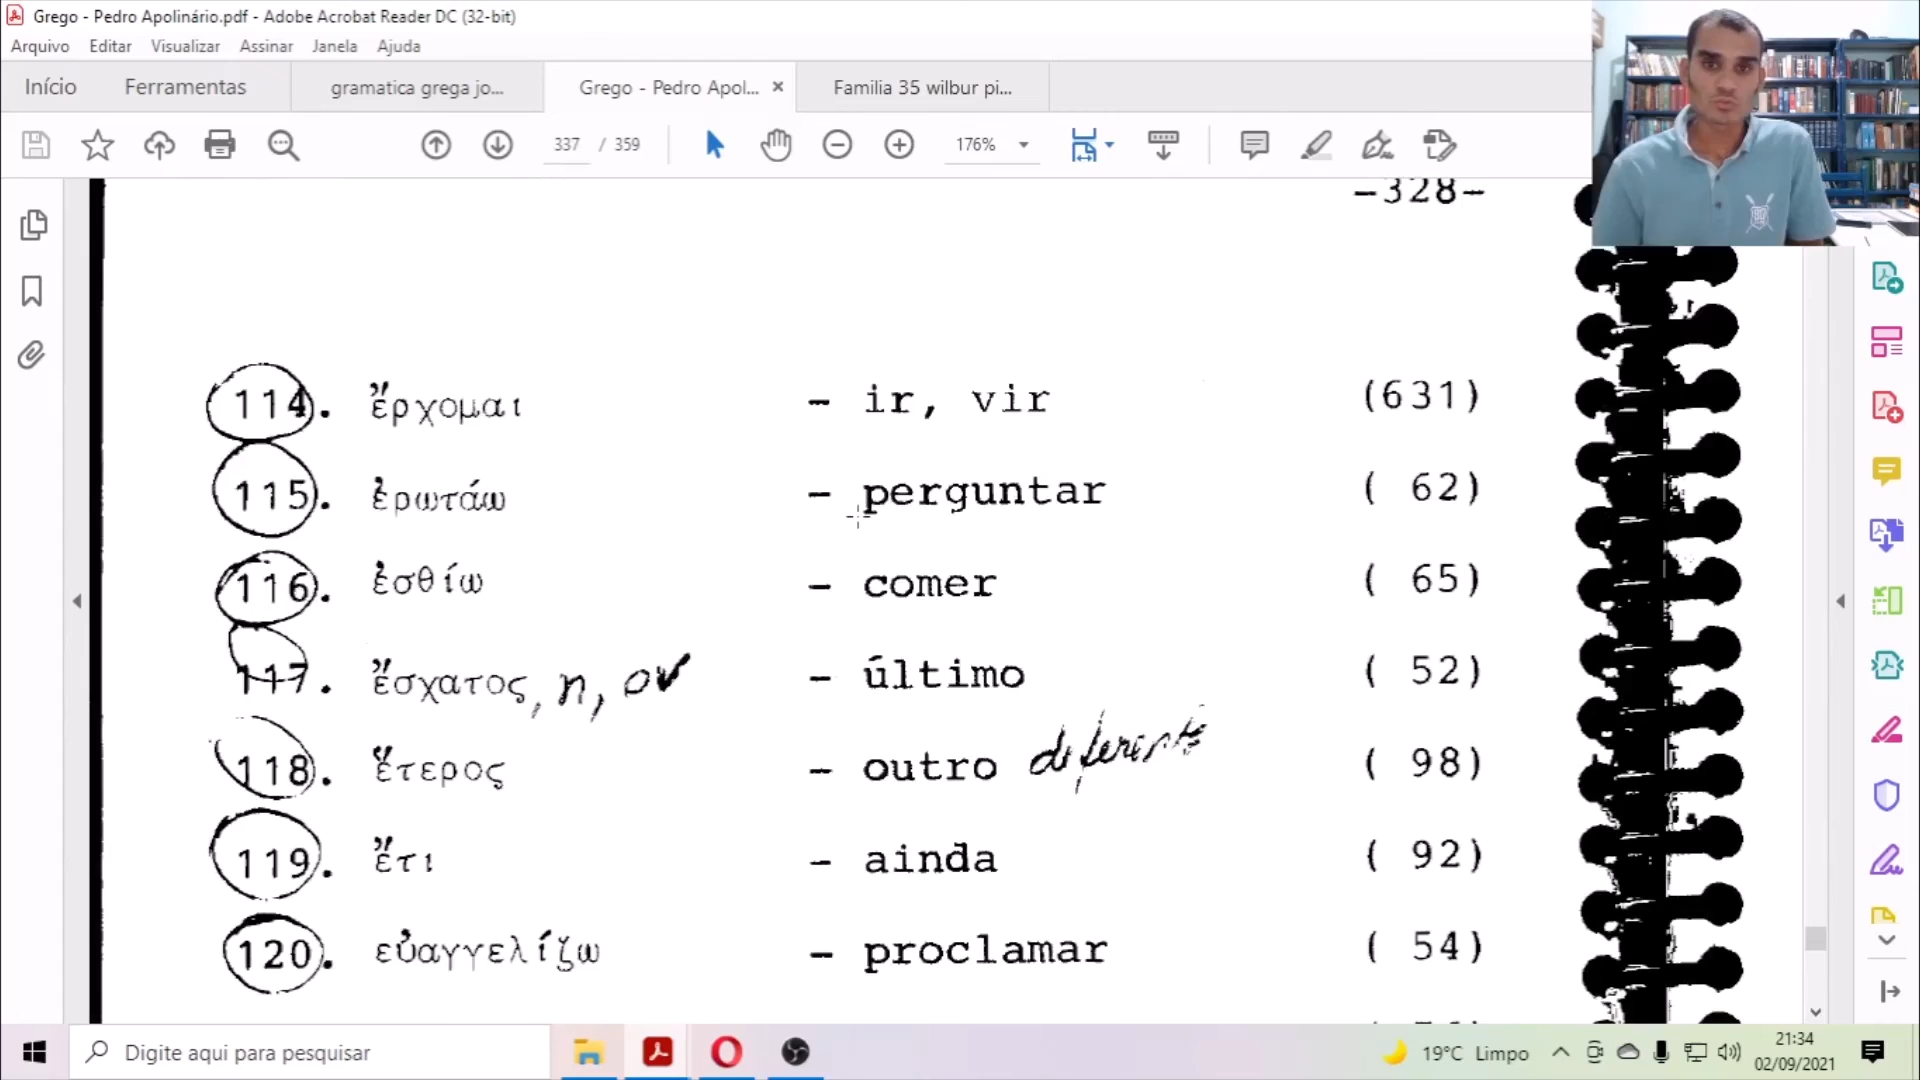 Grego - Pedro Apolinário.pdf - Adobe Acrobat Reader DC (32-bit)
Arquivo Editar Visualizar Assinar Janela Ajuda
Início Ferramentas gramatica grega jo... Grego - Pedro Apol... × Familia 35 wilbur pi...
337 / 359 176%
-328-
114. ἔρχομαι - ir, vir (631)
115. ἐρωτάω - perguntar ( 62)
116. ἐσθίω - comer ( 65)
117. ἔσχατος, η, ον - último ( 52)
118. ἕτερος - outro diferente ( 98)
119. ἔτι - ainda ( 92)
120. εὐαγγελίζω - proclamar ( 54)
Digite aqui para pesquisar 19°C Limpo 21:34
02/09/2021